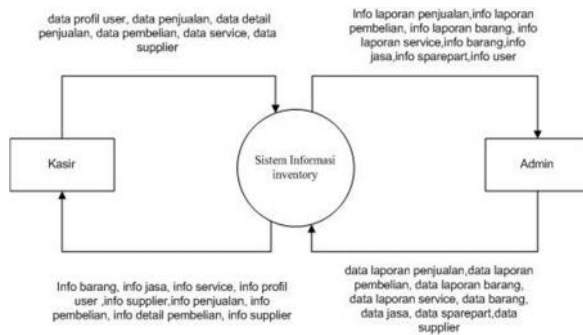 data profil user, data penjualan, data detail
penjualan, data pembelian, data service, data
supplier
Info laporan penjualan,info laporan
pembelian, info laporan barang, info
laporan service,info barang,info
jasa,info sparepart,info user
Kasir
Sistem Informasi
inventory
Admin
Info barang, info jasa, info service, info profil
user ,info supplier,info penjualan, info
pembelian, info detail pembelian, info supplier
data laporan penjualan,data laporan
pembelian, data laporan barang,
data laporan service, data barang,
data jasa, data sparepart,data
supplier